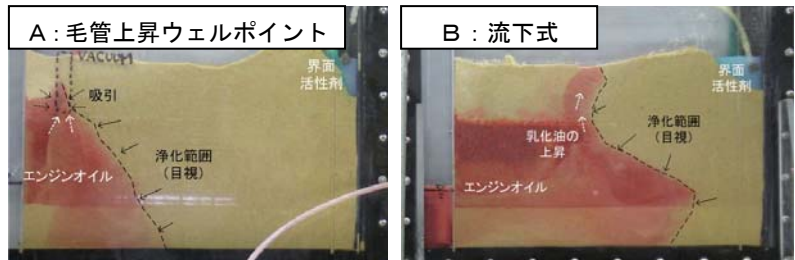 A：毛管上昇ウェルポイント
VACUUM
吸引
界面
活性剤
浄化範囲
（目視）
エンジンオイル
B：流下式
界面
活性剤
浄化範囲
（目視）
乳化油の
上昇
エンジンオイル